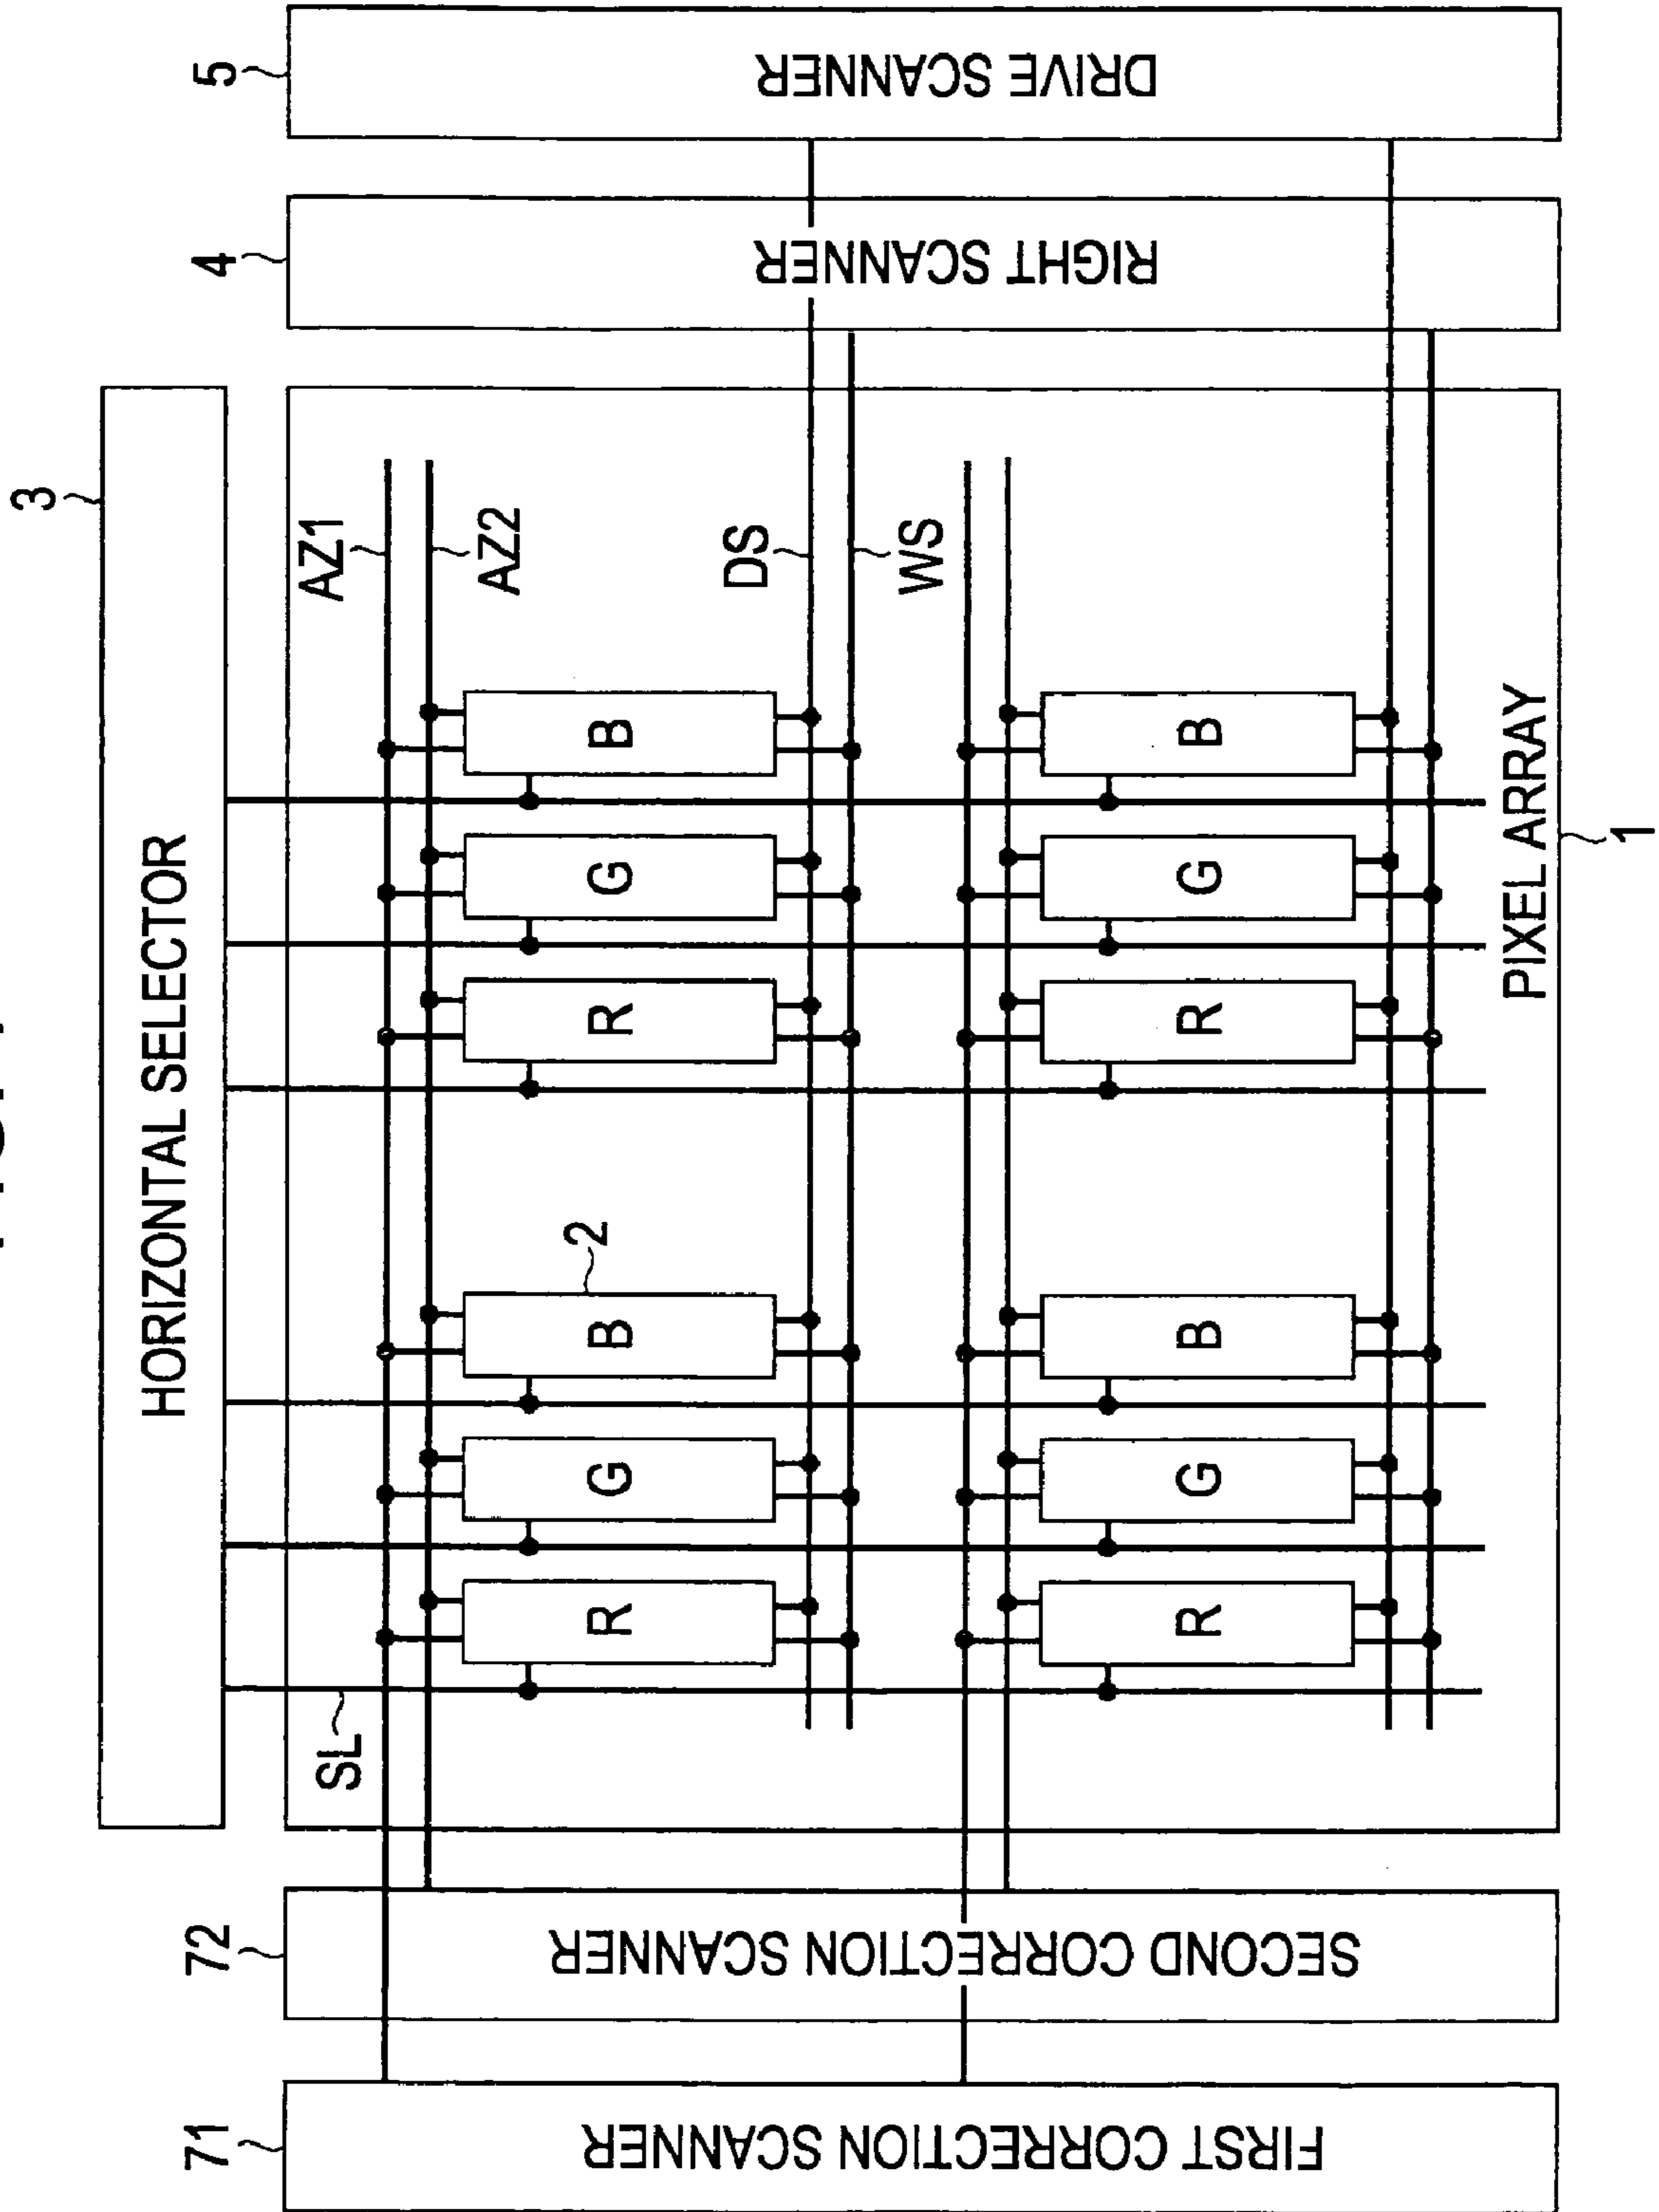 3
HORIZONTAL SELECTOR
71
72
4
5
FIRST CORRECTION SCANNER
SECOND CORRECTION SCANNER
RIGHT SCANNER
DRIVE SCANNER
SL
AZ1
AZ2
R G B R G B
2
DS
WS
R G B R G B
PIXEL ARRAY
1